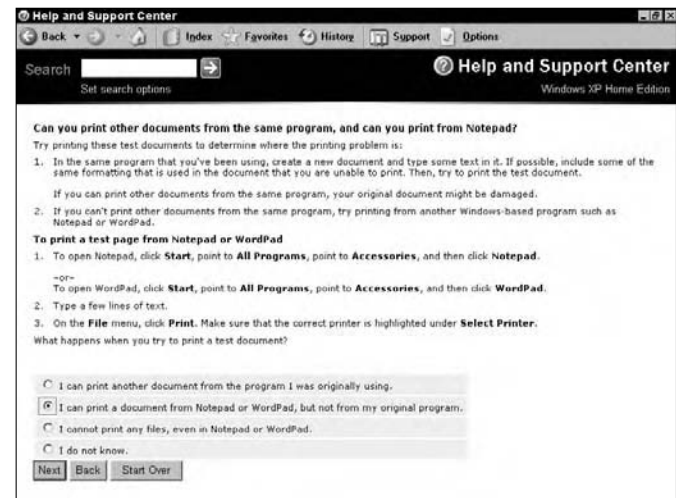 Help and Support Center
Back Index Favorites History Support Options
Search
Help and Support Center
Set search options
Windows XP Home Edition
Can you print other documents from the same program, and can you print from Notepad?
Try printing these test documents to determine where the printing problem is:
1. In the same program that you've been using, create a new document and type some text in it. If possible, include some of the
same formatting that is used in the document that you are unable to print. Then, try to print the test document.
If you can print other documents from the same program, your original document might be damaged.
2. If you can't print other documents from the same program, try printing from another Windows-based program such as
Notepad or WordPad.
To print a test page from Notepad or WordPad
1. To open Notepad, click Start, point to All Programs, point to Accessories, and then click Notepad.
-or-
To open WordPad, click Start, point to All Programs, point to Accessories, and then click WordPad.
2. Type a few lines of text.
3. On the File menu, click Print. Make sure that the correct printer is highlighted under Select Printer.
What happens when you try to print a test document?
I can print another document from the program I was originally using.
I can print a document from Notepad or WordPad, but not from my original program.
I cannot print any files, even in Notepad or WordPad.
I do not know.
Next Back Start Over